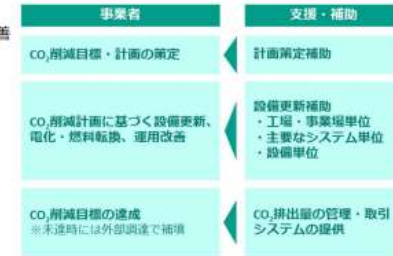 善
事業者
支援・補助
CO₂削減目標・計画の策定
計画策定補助
CO₂削減計画に基づく設備更新、
電化・燃料転換、運用改善
設備更新補助
・工場・事業場単位
・主要なシステム単位
・設備単位
CO₂削減目標の達成
※未達時には外部調達で補填
CO₂排出量の管理・取引
システムの提供